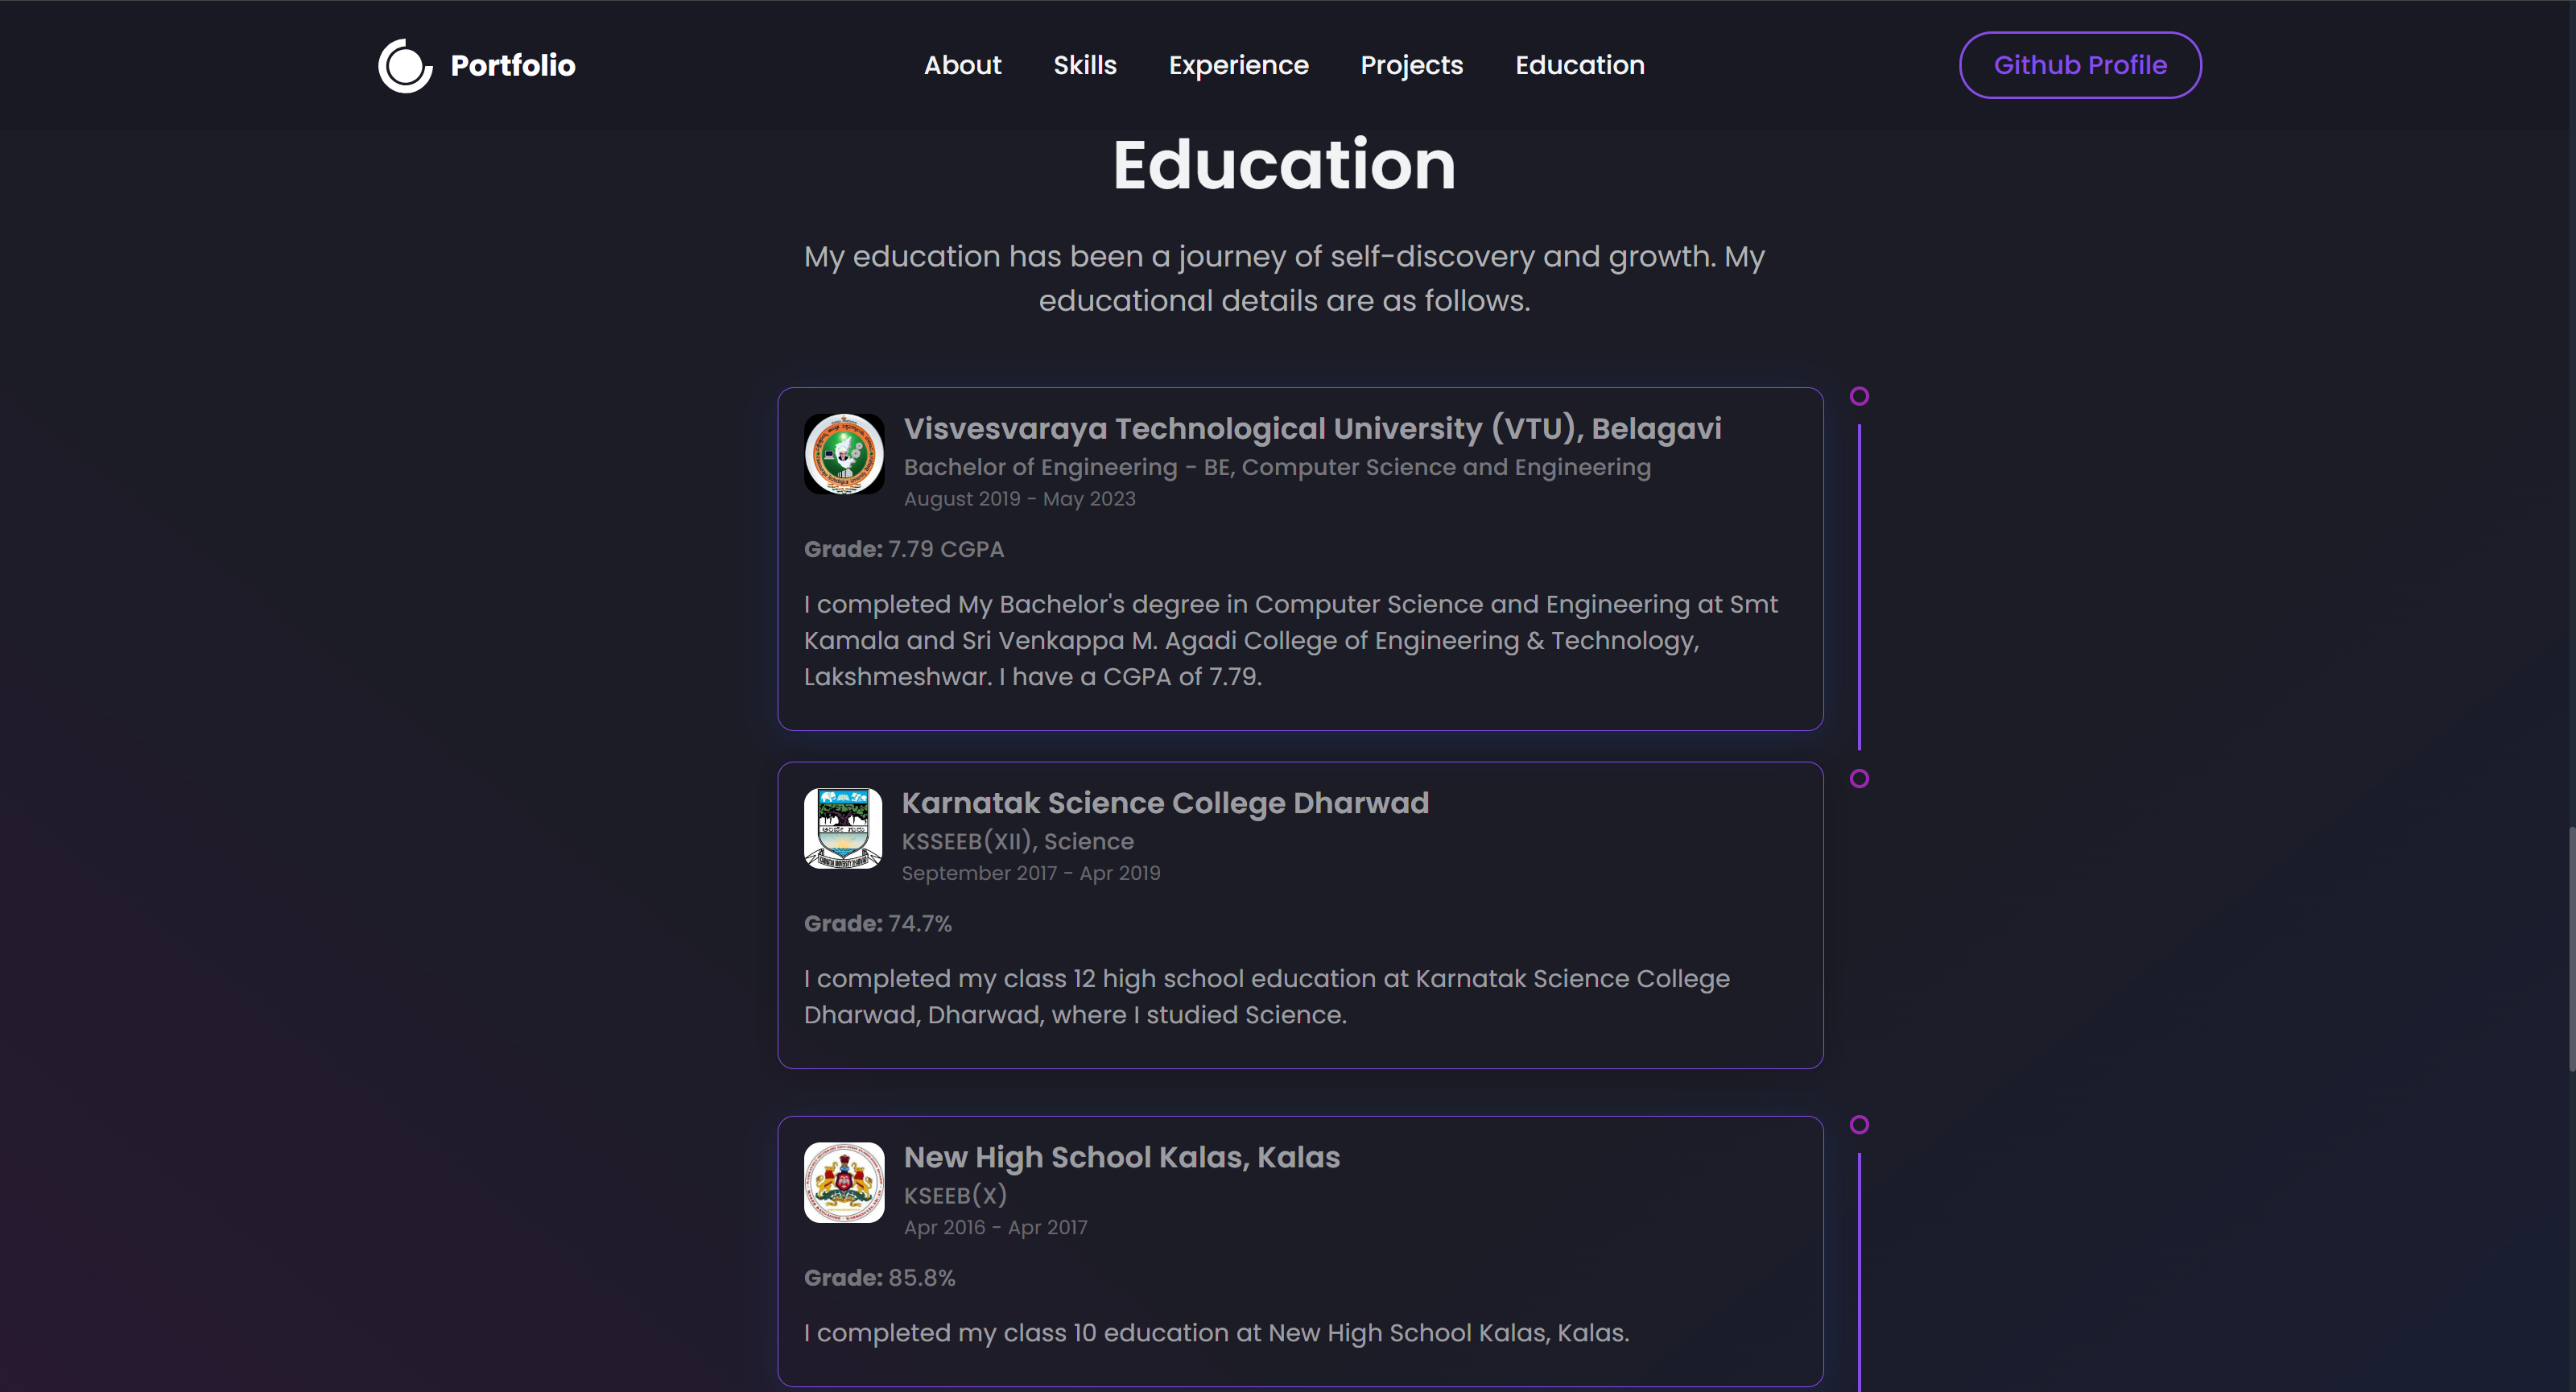 Portfolio
About Skills Experience Projects Education
Github Profile
Education
My education has been a journey of self-discovery and growth. My
educational details are as follows.
Visvesvaraya Technological University (VTU), Belagavi
Bachelor of Engineering - BE, Computer Science and Engineering
August 2019 - May 2023
Grade: 7.79 CGPA
I completed My Bachelor's degree in Computer Science and Engineering at Smt
Kamala and Sri Venkappa M. Agadi College of Engineering & Technology,
Lakshmeshwar. I have a CGPA of 7.79.
Karnatak Science College Dharwad
KSSEEB(XII), Science
September 2017 - Apr 2019
Grade: 74.7%
I completed my class 12 high school education at Karnatak Science College
Dharwad, Dharwad, where I studied Science.
New High School Kalas, Kalas
KSEEB(X)
Apr 2016 - Apr 2017
Grade: 85.8%
I completed my class 10 education at New High School Kalas, Kalas.